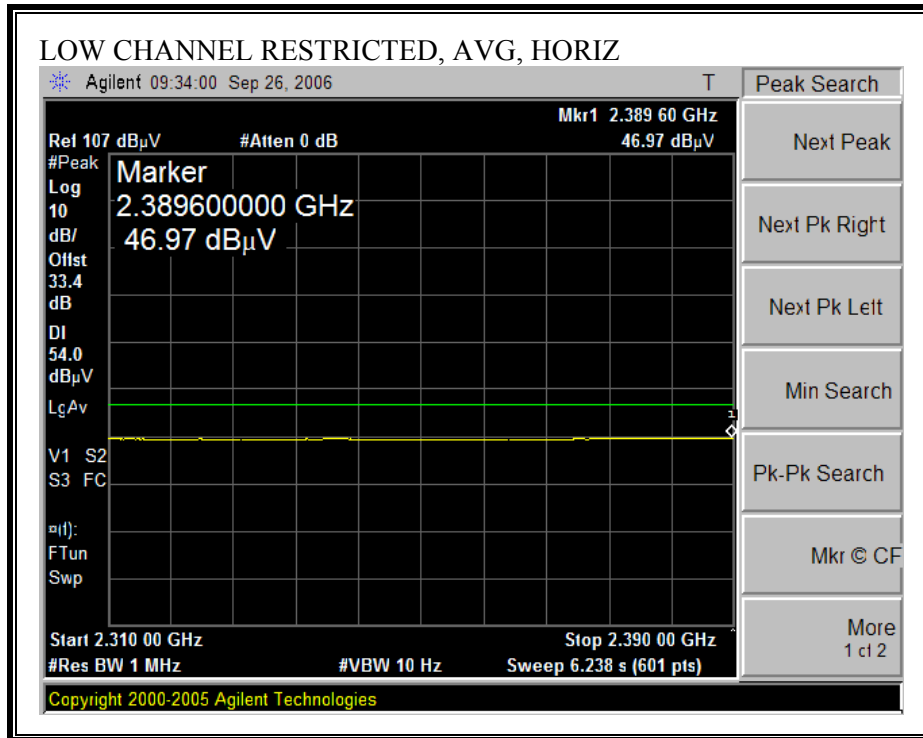 LOW CHANNEL RESTRICTED, AVG, HORIZ
Agilent 09:34:00 Sep 26, 2006 T
Peak Search
Mkr1 2.389 60 GHz
Ref 107 dBµV #Atten 0 dB 46.97 dBµV
#Peak
Log
10
dB/
Offst
33.4
dB
DI
54.0
dBµV
LgAv
V1 S2
S3 FC
¤(f):
FTun
Swp
Marker
2.389600000 GHz
46.97 dBµV
1
Start 2.310 00 GHz Stop 2.390 00 GHz
#Res BW 1 MHz #VBW 10 Hz Sweep 6.238 s (601 pts)
Copyright 2000-2005 Agilent Technologies
Next Peak
Next Pk Right
Next Pk Left
Min Search
Pk-Pk Search
Mkr © CF
More
1 of 2